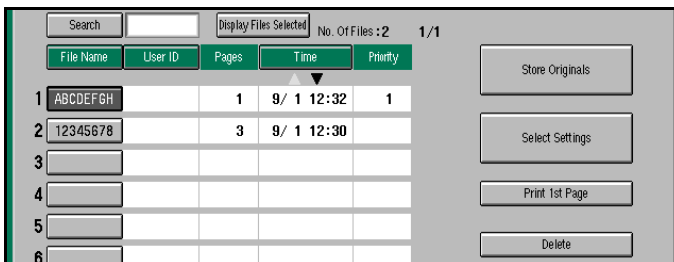 Search Display Files Selected No. Of Files : 2 1/1
File Name User ID Pages Time Priority
Store Originals
1 ABCDEFGH 1 9/ 1 12:32 1
2 12345678 3 9/ 1 12:30
Select Settings
3
4
Print 1st Page
5
Delete
6